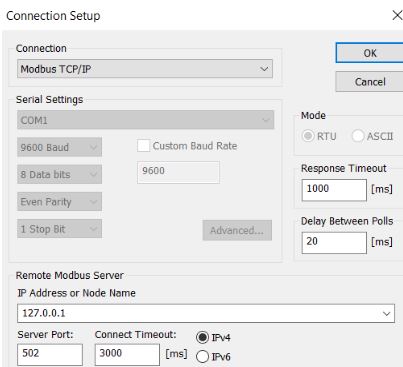 Connection Setup
Connection
OK
Modbus TCP/IP
Cancel
Serial Settings
COM1
Mode
RTU ASCII
9600 Baud
Custom Baud Rate
8 Data bits
9600
Response Timeout
1000 [ms]
Even Parity
Delay Between Polls
1 Stop Bit
Advanced...
20 [ms]
Remote Modbus Server
IP Address or Node Name
127.0.0.1
Server Port: Connect Timeout: IPv4
502 3000 [ms] IPv6